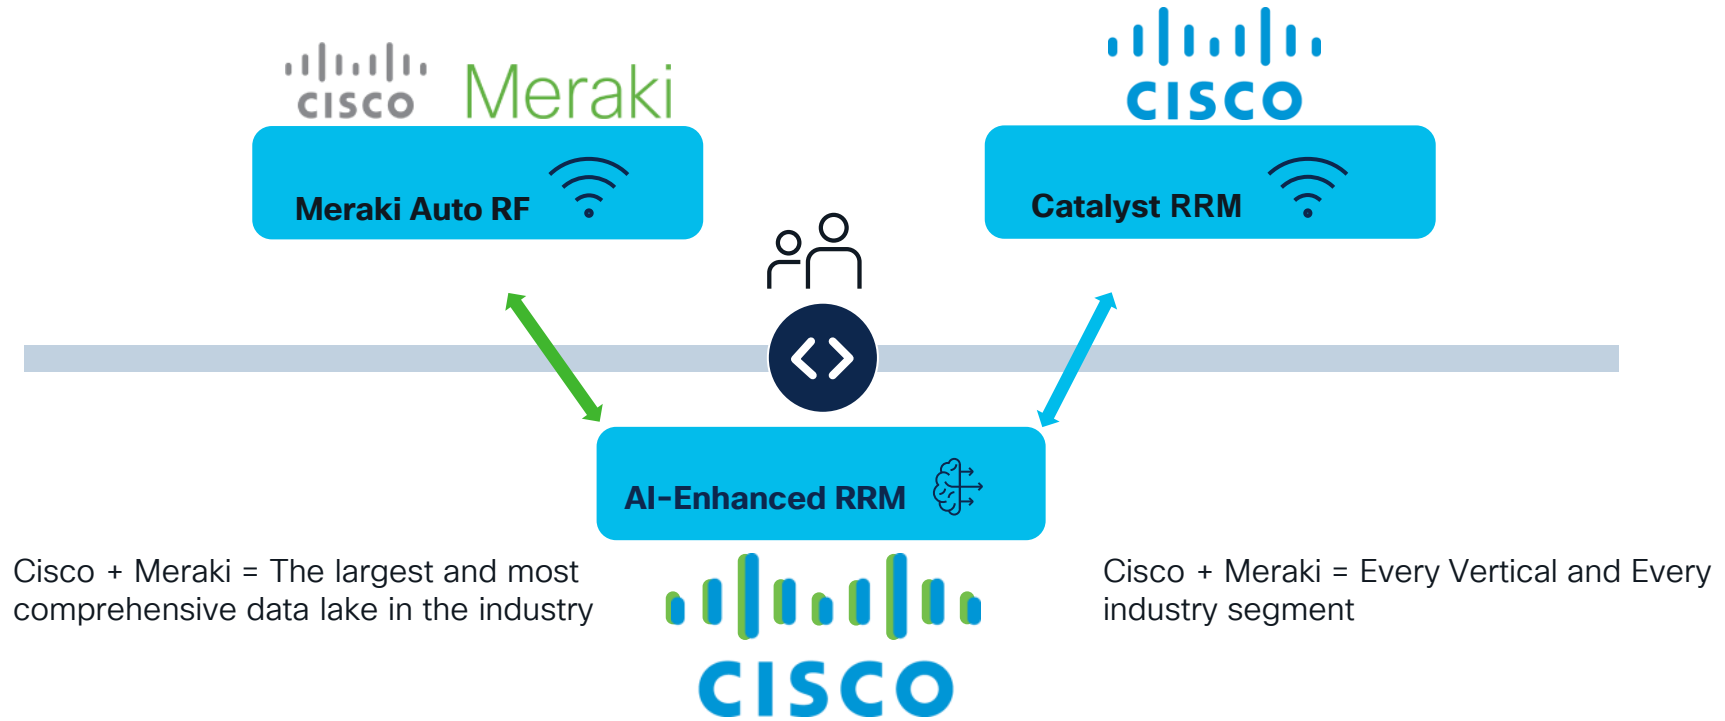 CISCO Meraki
CISCO
Meraki Auto RF
Catalyst RRM
AI-Enhanced RRM
Cisco + Meraki = The largest and most
comprehensive data lake in the industry
Cisco + Meraki = Every Vertical and Every
industry segment
CISCO